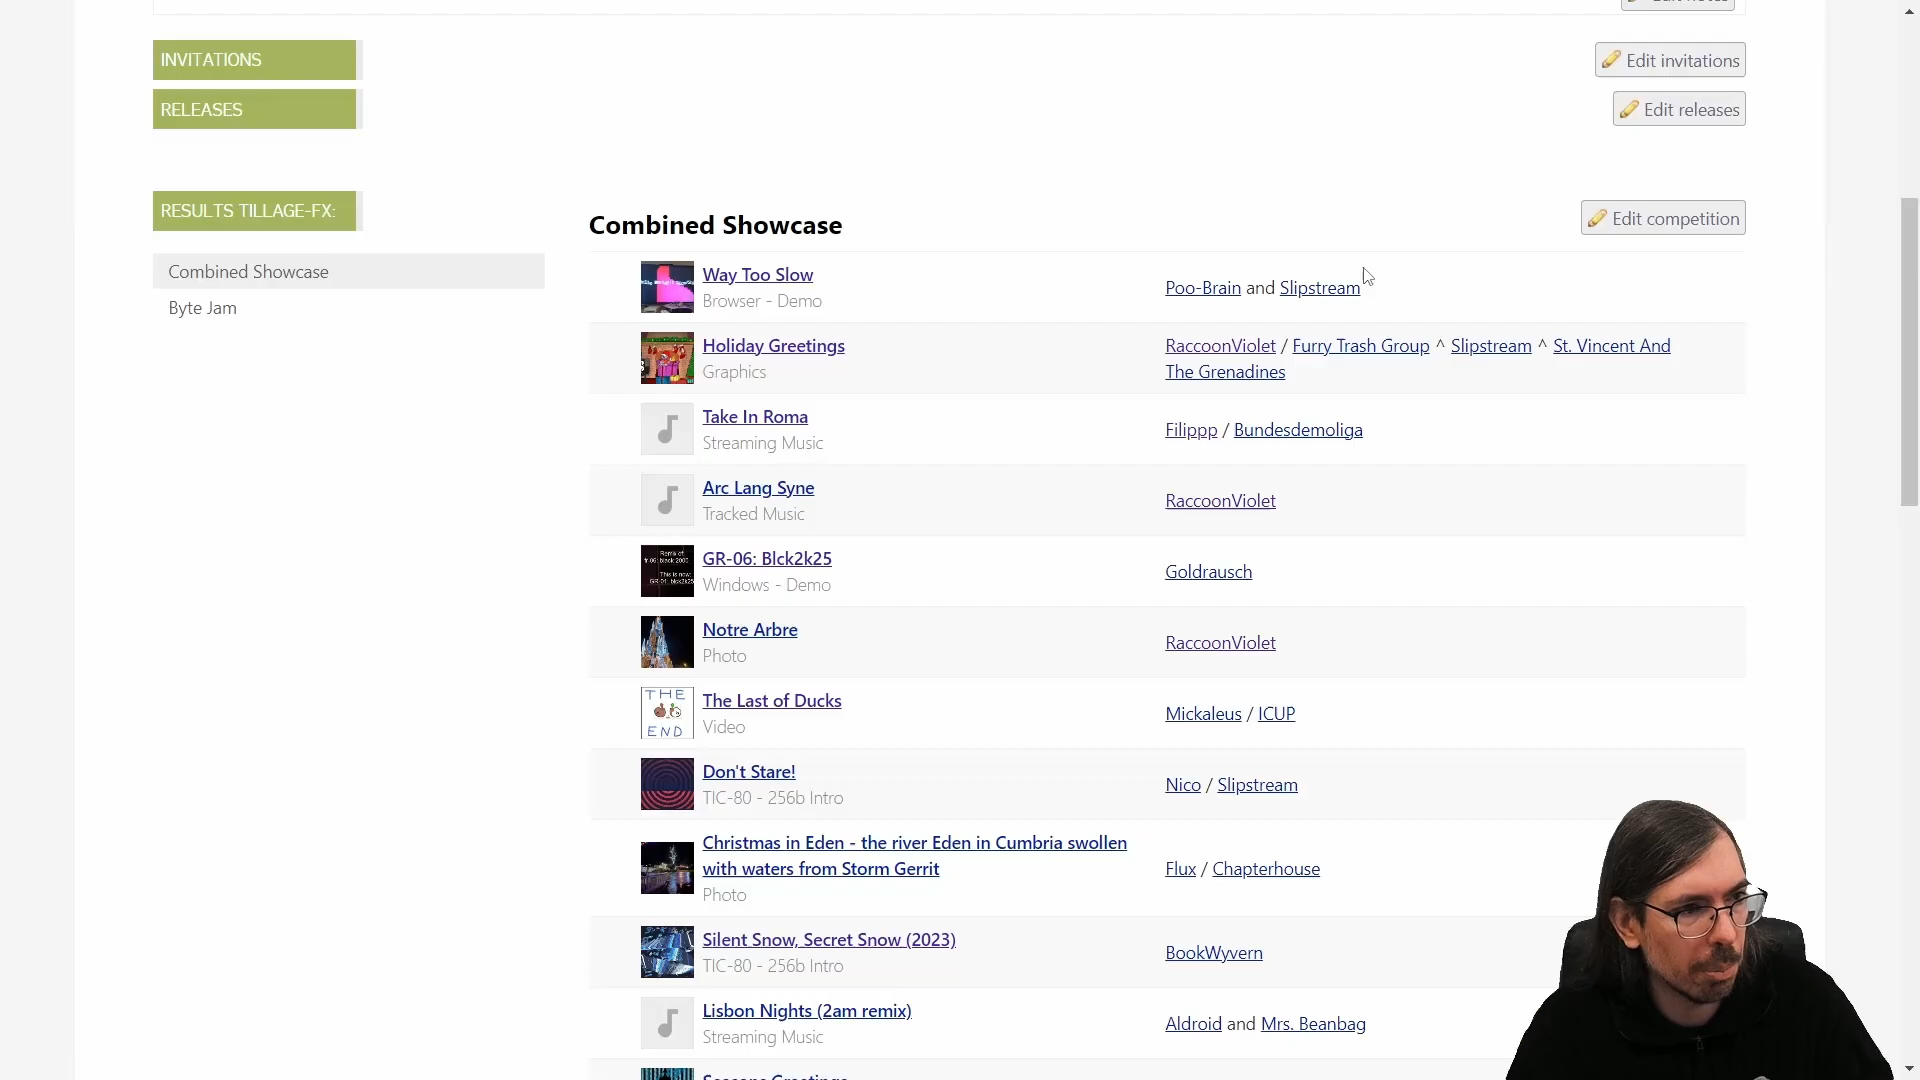 INVITATIONS
Edit invitations
RELEASES
Edit releases
RESULTS TILLAGE-FX:
Combined Showcase
Byte Jam
Combined Showcase
Edit competition
Way Too Slow
Browser - Demo
Poo-Brain and Slipstream
Holiday Greetings
Graphics
RaccoonViolet / Furry Trash Group ^ Slipstream ^ St. Vincent And
The Grenadines
Take In Roma
Streaming Music
Filippp / Bundesdemoliga
Arc Lang Syne
Tracked Music
RaccoonViolet
GR-06: Blck2k25
Windows - Demo
Goldrausch
Notre Arbre
Photo
RaccoonViolet
THE
END
The Last of Ducks
Video
Mickaleus / ICUP
Don't Stare!
TIC-80 - 256b Intro
Nico / Slipstream
Christmas in Eden - the river Eden in Cumbria swollen
with waters from Storm Gerrit
Photo
Flux / Chapterhouse
Silent Snow, Secret Snow (2023)
TIC-80 - 256b Intro
BookWyvern
Lisbon Nights (2am remix)
Streaming Music
Aldroid and Mrs. Beanbag